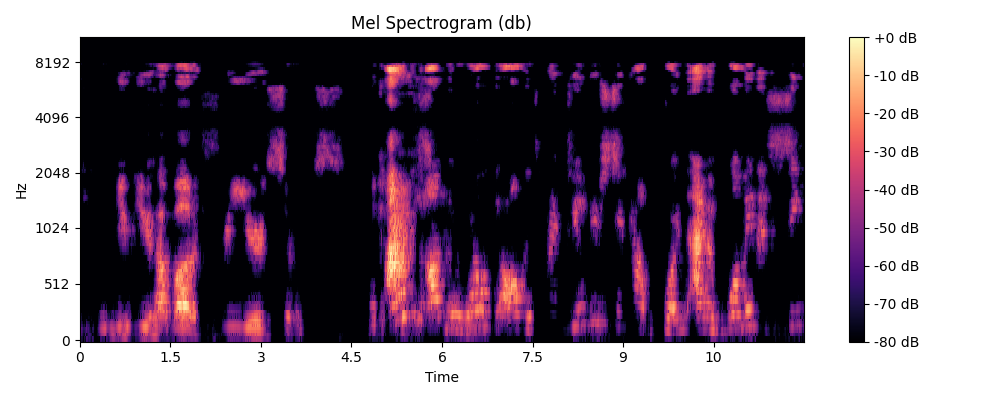 Mel Spectrogram (db)
Hz
8192
4096
2048
1024
512
0
0 1.5 3 4.5 6 7.5 9 10
Time
+0 dB
-10 dB
-20 dB
-30 dB
-40 dB
-50 dB
-60 dB
-70 dB
-80 dB